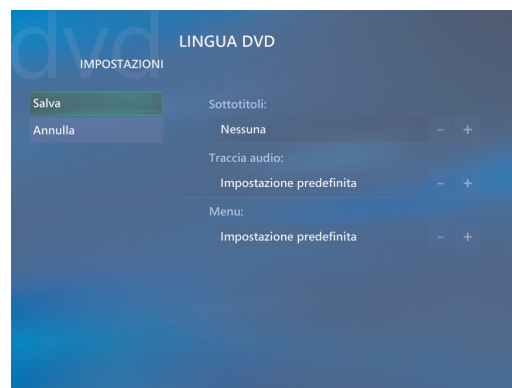 dvd
LINGUA DVD
IMPOSTAZIONI
Salva
Annulla
Sottotitoli:
Nessuna - +
Traccia audio:
Impostazione predefinita - +
Menu:
Impostazione predefinita - +